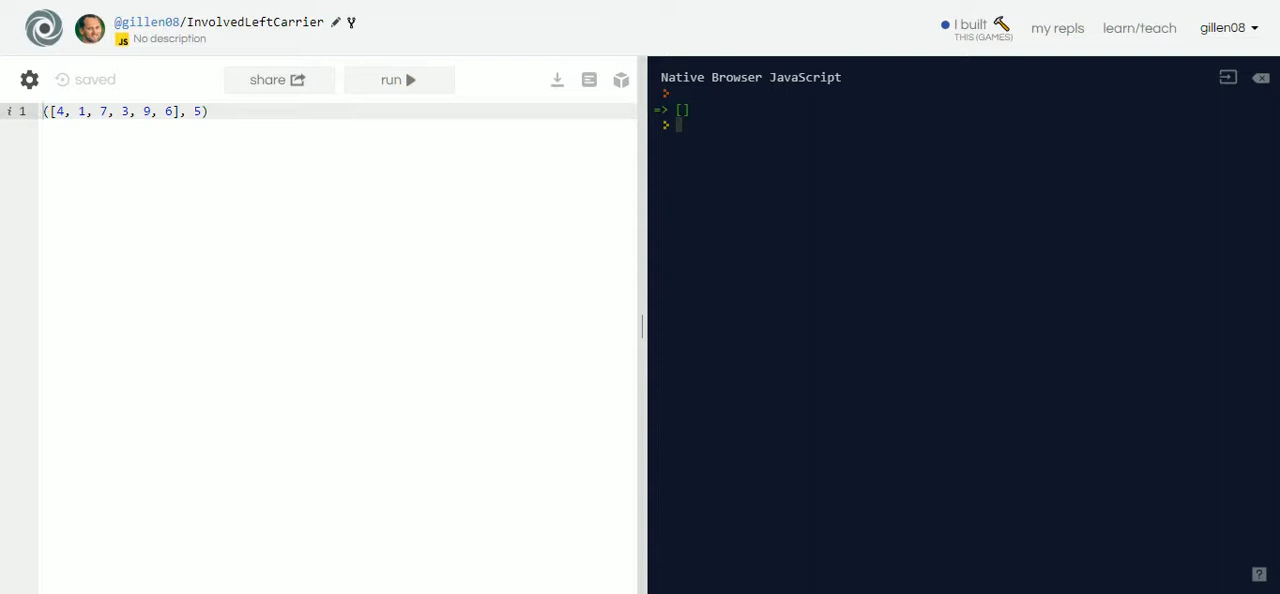 @gillen08/InvolvedLeftCarrier
JS No description
I built
THIS (GAMES)
my repls
learn/teach
gillen08
saved
share
run
i 1 ([4, 1, 7, 3, 9, 6], 5)
Native Browser JavaScript
=> []
?